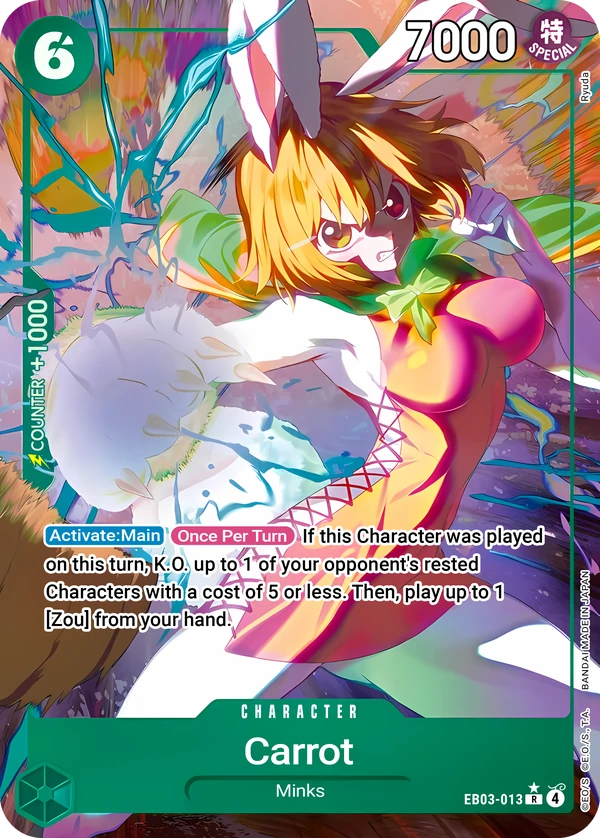 6
7000
特
SPECIAL
Ryuda
COUNTER +1000
Activate:Main Once Per Turn If this Character was played
on this turn, K.O. up to 1 of your opponent's rested
Characters with a cost of 5 or less. Then, play up to 1
[Zou] from your hand.
CHARACTER
Carrot
Minks
EB03-013 R 4
©E.O./S ©E.O./S, T.A. BANDAI MADE IN JAPAN